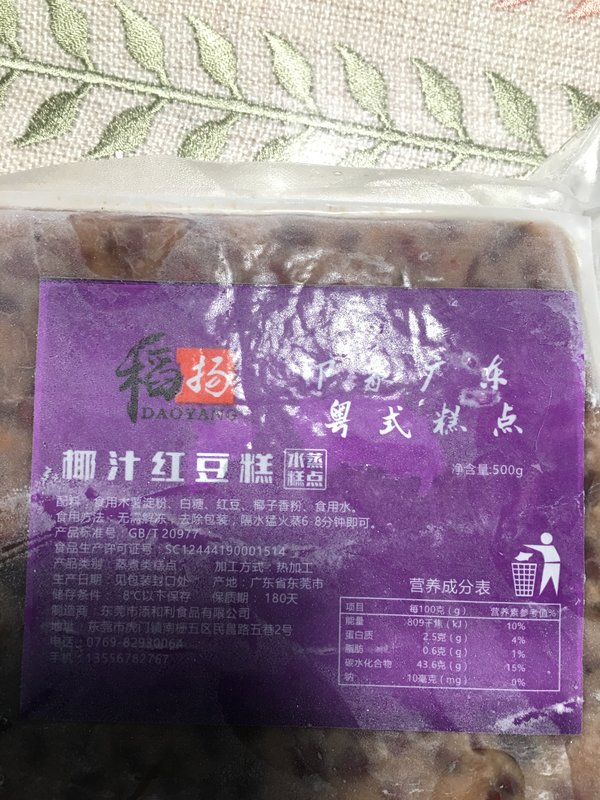 稻扬
DAOYANG
广东
粤式糕点
椰汁红豆糕
水蒸
糕点
净含量:500g
配料：食用木薯淀粉、白糖、红豆、椰子香粉、食用水。
食用方法：无需解冻，去除包装，隔水猛火蒸6-8分钟即可。
产品标准号：GB/T 20977
食品生产许可证号：SC12444190001514
产品类别：蒸煮类糕点 加工方式：热加工
生产日期：见包装封口处 产地：广东省东莞市
储存条件：-8℃以下保存 保质期：180天
制造商：东莞市添和利食品有限公司
地址：东莞市虎门镇南栅五区民昌路五巷2号
电话：0769-82930064
手机：13556782767
营养成分表
项目 每100克(g) 营养素参考值%
能量 809千焦(kJ) 10%
蛋白质 2.5克(g) 4%
脂肪 0.6克(g) 1%
碳水化合物 43.6克(g) 15%
钠 10毫克(mg) 0%